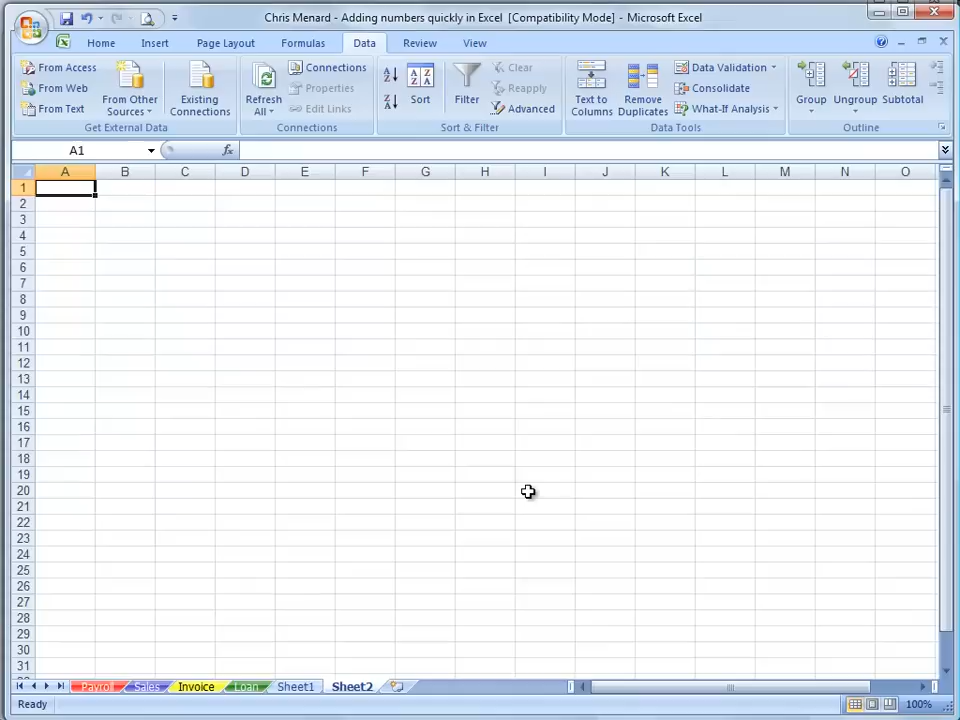 Chris Menard - Adding numbers quickly in Excel [Compatibility Mode] - Microsoft Excel
Home Insert Page Layout Formulas Data Review View
From Access
From Web
From Text
From Other Sources
Existing Connections
Get External Data
Refresh All
Connections
Properties
Edit Links
Connections
A Z
Z A
A Z Z A
Sort
Filter
Clear
Reapply
Advanced
Sort & Filter
Text to Columns
Remove Duplicates
Data Validation
Consolidate
What-If Analysis
Data Tools
Group
Ungroup
Subtotal
Outline
A1 fx
A B C D E F G H I J K L M N O
1
2
3
4
5
6
7
8
9
10
11
12
13
14
15
16
17
18
19
20
21
22
23
24
25
26
27
28
29
30
31
Payroll Sales Invoice Loan Sheet1 Sheet2
Ready 100%